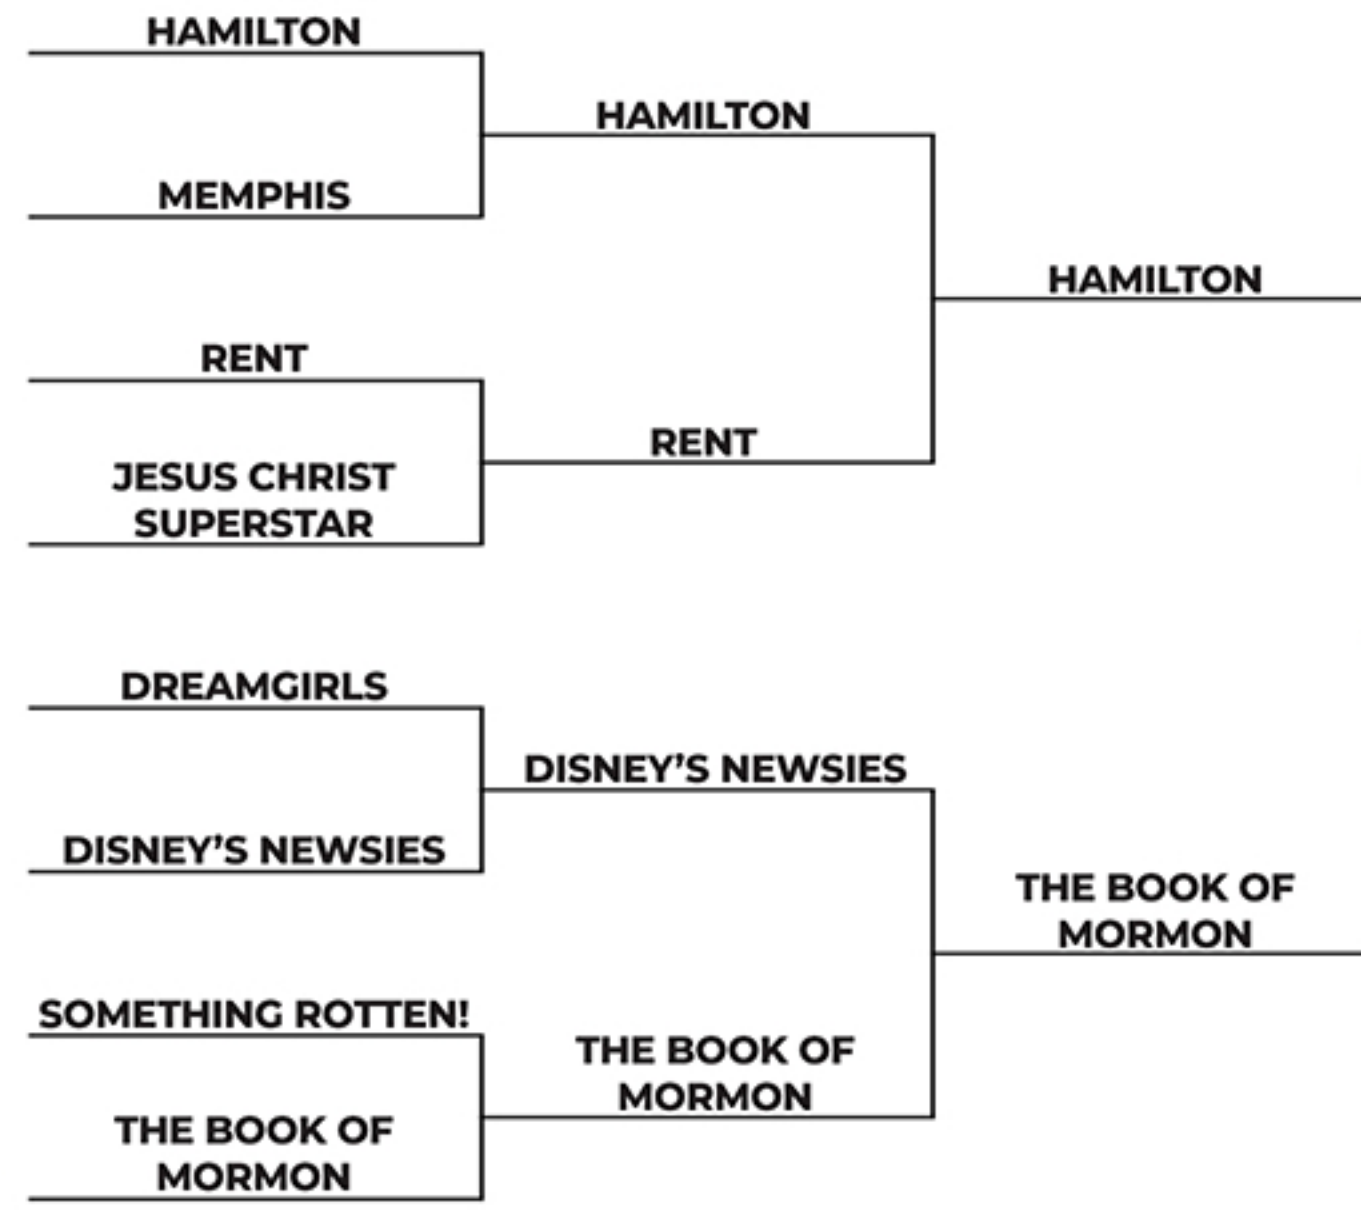 HAMILTON
MEMPHIS
RENT
JESUS CHRIST
SUPERSTAR
DREAMGIRLS
DISNEY’S NEWSIES
SOMETHING ROTTEN!
THE BOOK OF
MORMON
HAMILTON
RENT
DISNEY’S NEWSIES
THE BOOK OF
MORMON
HAMILTON
THE BOOK OF
MORMON